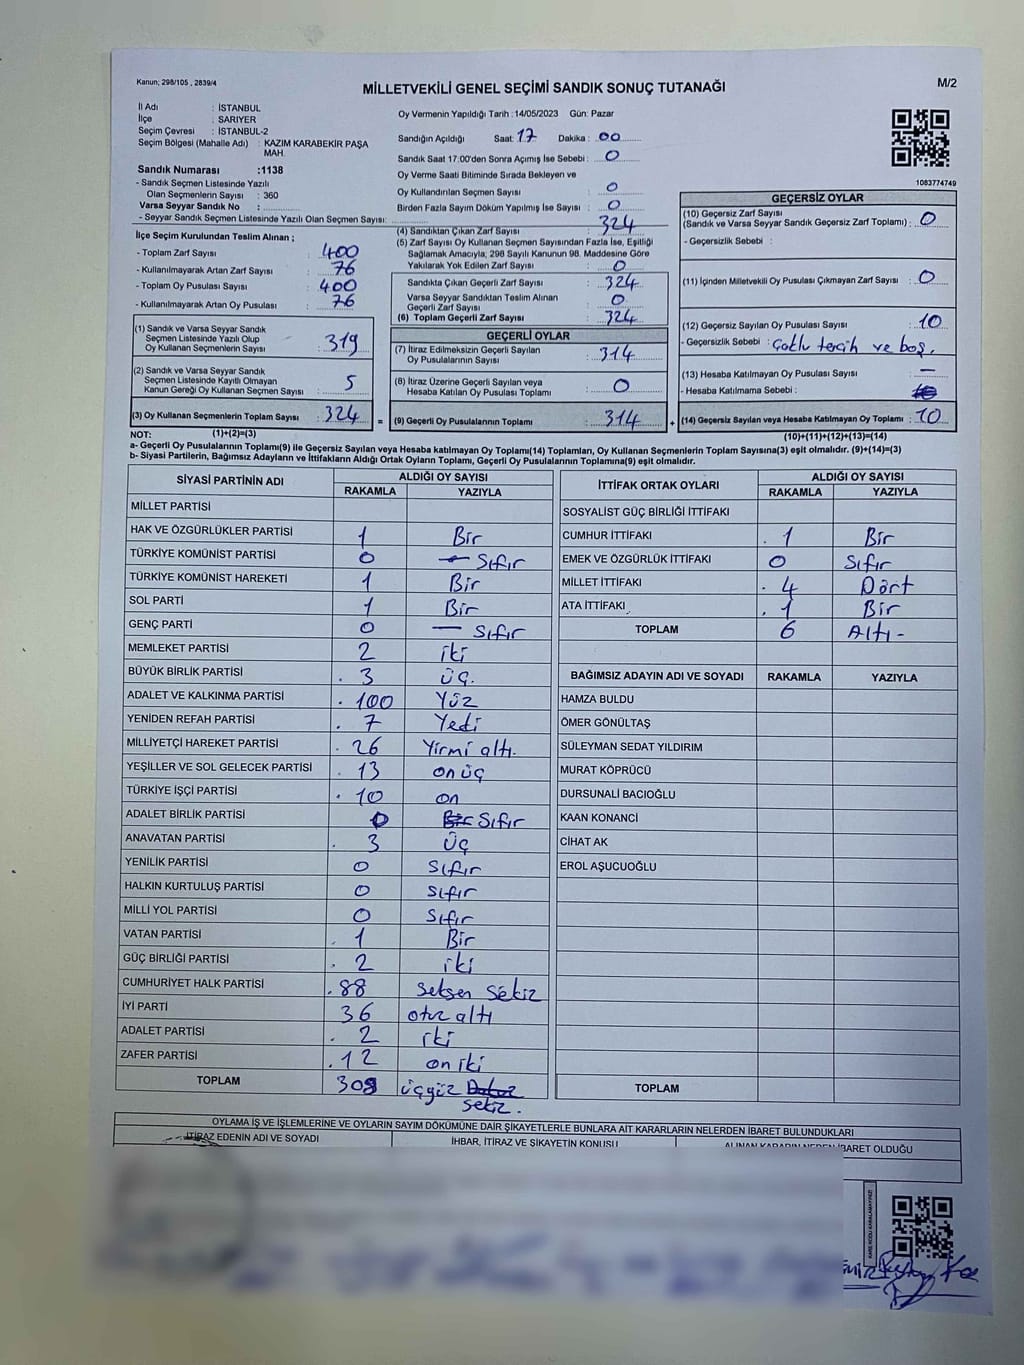 Kanun; 298/105 , 2839/4
MİLLETVEKİLİ GENEL SEÇİMİ SANDIK SONUÇ TUTANAĞI
M/2
İl Adı : İSTANBUL
İlçe : SARIYER
Seçim Çevresi : İSTANBUL-2
Seçim Bölgesi (Mahalle Adı) : KAZIM KARABEKİR PAŞA
MAH.
Sandık Numarası :1138
- Sandık Seçmen Listesinde Yazılı
Olan Seçmenlerin Sayısı : 360
Varsa Seyyar Sandık No :
- Seyyar Sandık Seçmen Listesinde Yazılı Olan Seçmen Sayısı:
Oy Vermenin Yapıldığı Tarih :14/05/2023 Gün: Pazar
Sandığın Açıldığı Saat: 17 Dakika : 00
Sandık Saat 17:00'den Sonra Açımış İse Sebebi : 0
Oy Verme Saati Bitiminde Sırada Bekleyen ve
Oy Kullandırılan Seçmen Sayısı 0
Birden Fazla Sayım Döküm Yapılmış İse Sayısı : 0
(4) Sandıktan Çıkan Zarf Sayısı 324
(5) Zarf Sayısı Oy Kullanan Seçmen Sayısından Fazla İse, Eşitliği
Sağlamak Amacıyla; 298 Sayılı Kanunun 98. Maddesine Göre
Yakılarak Yok Edilen Zarf Sayısı 0
Sandıkta Çıkan Geçerli Zarf Sayısı : 324
Varsa Seyyar Sandıktan Teslim Alınan
Geçerli Zarf Sayısı 0
(6) Toplam Geçerli Zarf Sayısı : 324
İlçe Seçim Kurulundan Teslim Alınan ;
- Toplam Zarf Sayısı 400
- Kullanılmayarak Artan Zarf Sayısı : 76
- Toplam Oy Pusulası Sayısı : 400
- Kullanılmayarak Artan Oy Pusulası : 76
(1) Sandık ve Varsa Seyyar Sandık
Seçmen Listesinde Yazılı Olup
Oy Kullanan Seçmenlerin Sayısı 319
(2) Sandık ve Varsa Seyyar Sandık
Seçmen Listesinde Kayıtlı Olmayan
Kanun Gereği Oy Kullanan Seçmen Sayısı 5
(3) Oy Kullanan Seçmenlerin Toplam Sayısı : 324
(1)+(2)=(3)
GEÇERLİ OYLAR
(7) İtiraz Edilmeksizin Geçerli Sayılan
Oy Pusulalarının Sayısı : 314
(8) İtiraz Üzerine Geçerli Sayılan veya
Hesaba Katılan Oy Pusulası Toplamı 0
= (9) Geçerli Oy Pusulalarının Toplamı 314 +
1083774749
GEÇERSİZ OYLAR
(10) Geçersiz Zarf Sayısı
(Sandık ve Varsa Seyyar Sandık Geçersiz Zarf Toplamı) : 0
- Geçersizlik Sebebi :
(11) İçinden Milletvekili Oy Pusulası Çıkmayan Zarf Sayısı : 0
(12) Geçersiz Sayılan Oy Pusulası Sayısı : 10
- Geçersizlik Sebebi : Çoklu tercih ve boş.
(13) Hesaba Katılmayan Oy Pusulası Sayısı : —
- Hesaba Katılmama Sebebi :
(14) Geçersiz Sayılan veya Hesaba Katılmayan Oy Toplamı : 10
(10)+(11)+(12)+(13)=(14)
NOT:
a- Geçerli Oy Pusulalarının Toplamı(9) ile Geçersiz Sayılan veya Hesaba katılmayan Oy Toplamı(14) Toplamları, Oy Kullanan Seçmenlerin Toplam Sayısına(3) eşit olmalıdır. (9)+(14)=(3)
b- Siyasi Partilerin, Bağımsız Adayların ve İttifakların Aldığı Oyların Toplamı, Geçerli Oy Pusulalarının Toplamına(9) eşit olmalıdır.
SİYASİ PARTİNİN ADI ALDIĞI OY SAYISI
RAKAMLA YAZIYLA
MİLLET PARTİSİ
HAK VE ÖZGÜRLÜKLER PARTİSİ 1 Bir
TÜRKİYE KOMÜNİST PARTİSİ 0 Sıfır
TÜRKİYE KOMÜNİST HAREKETİ 1 Bir
SOL PARTİ 1 Bir
GENÇ PARTİ 0 — Sıfır
MEMLEKET PARTİSİ 2 iki
BÜYÜK BİRLİK PARTİSİ 3 üç.
ADALET VE KALKINMA PARTİSİ 100 Yüz
YENİDEN REFAH PARTİSİ 7 Yedi
MİLLİYETÇİ HAREKET PARTİSİ 26 Yirmi altı.
YEŞİLLER VE SOL GELECEK PARTİSİ 13 on üç
TÜRKİYE İŞÇİ PARTİSİ 10 on
ADALET BİRLİK PARTİSİ 0 Sıfır
ANAVATAN PARTİSİ 3 Üç
YENİLİK PARTİSİ 0 Sıfır
HALKIN KURTULUŞ PARTİSİ 0 Sıfır
MİLLİ YOL PARTİSİ 0 Sıfır
VATAN PARTİSİ 1 Bir
GÜÇ BİRLİĞİ PARTİSİ 2 iki
CUMHURİYET HALK PARTİSİ 88 seksen sekiz
İYİ PARTİ 36 otuz altı
ADALET PARTİSİ 2 iki
ZAFER PARTİSİ 12 on iki
TOPLAM 308 üçyüz
sekiz.
İTTİFAK ORTAK OYLARI ALDIĞI OY SAYISI
RAKAMLA YAZIYLA
SOSYALİST GÜÇ BİRLİĞİ İTTİFAKI
CUMHUR İTTİFAKI 1 Bir
EMEK VE ÖZGÜRLÜK İTTİFAKI 0 Sıfır
MİLLET İTTİFAKI 4 Dört
ATA İTTİFAKI 1 Bir
TOPLAM 6 Altı -
BAĞIMSIZ ADAYIN ADI VE SOYADI RAKAMLA YAZIYLA
HAMZA BULDU
ÖMER GÖNÜLTAŞ
SÜLEYMAN SEDAT YILDIRIM
MURAT KÖPRÜCÜ
DURSUNALİ BACIOĞLU
KAAN KONANCİ
CİHAT AK
EROL AŞUCUOĞLU
TOPLAM
OYLAMA İŞ VE İŞLEMLERİNE VE OYLARIN SAYIM DÖKÜMÜNE DAİR ŞİKAYETLERLE BUNLARA AİT KARARLARIN NELERDEN İBARET BULUNDUKLARI
İTİRAZ EDENİN ADI VE SOYADI İHBAR, İTİRAZ VE ŞİKAYETİN KONUSU ALINAN KARARIN NEDEN İBARET OLDUĞU